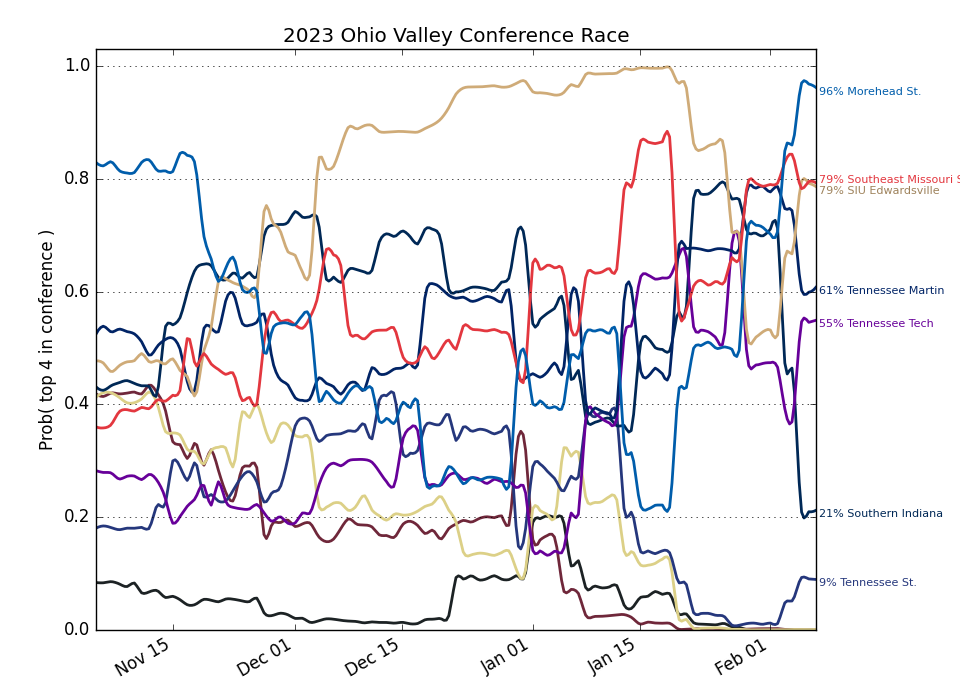 2023 Ohio Valley Conference Race
Prob( top 4 in conference )
1.0
0.8
0.6
0.4
0.2
0.0
Nov 15
Dec 01
Dec 15
Jan 01
Jan 15
Feb 01
96% Morehead St.
79% Southeast Missouri S
79% SIU Edwardsville
61% Tennessee Martin
55% Tennessee Tech
21% Southern Indiana
9% Tennessee St.